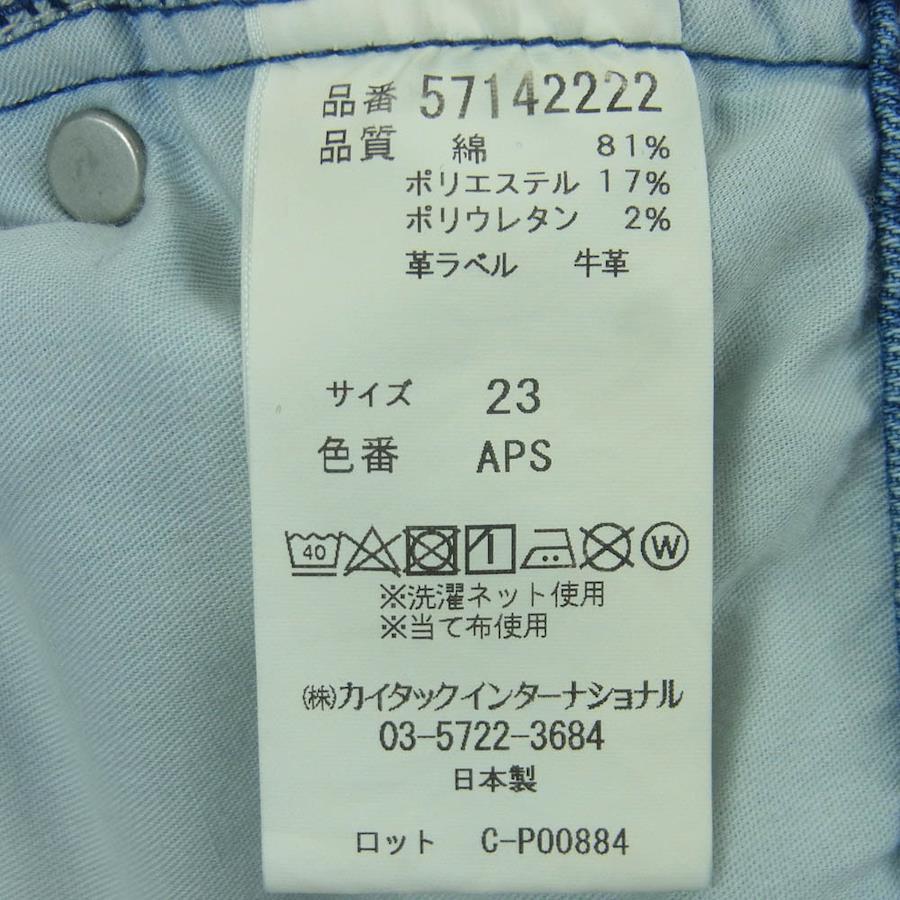 品番 57142222
品質 綿 81%
ポリエステル 17%
ポリウレタン 2%
革ラベル 牛革
サイズ 23
色番 APS
40 W
※洗濯ネット使用
※当て布使用
㈱カイタックインターナショナル
03-5722-3684
日本製
ロット C-P00884